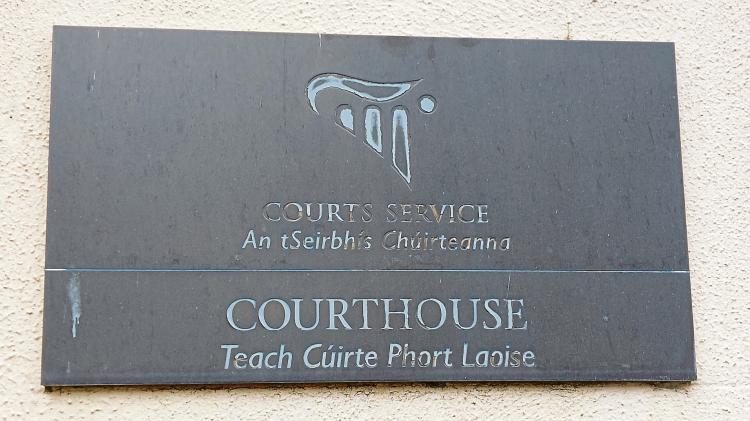 COURTS SERVICE
An tSeirbhís Chúirteanna
COURTHOUSE
Teach Cúirte Phort Laoise